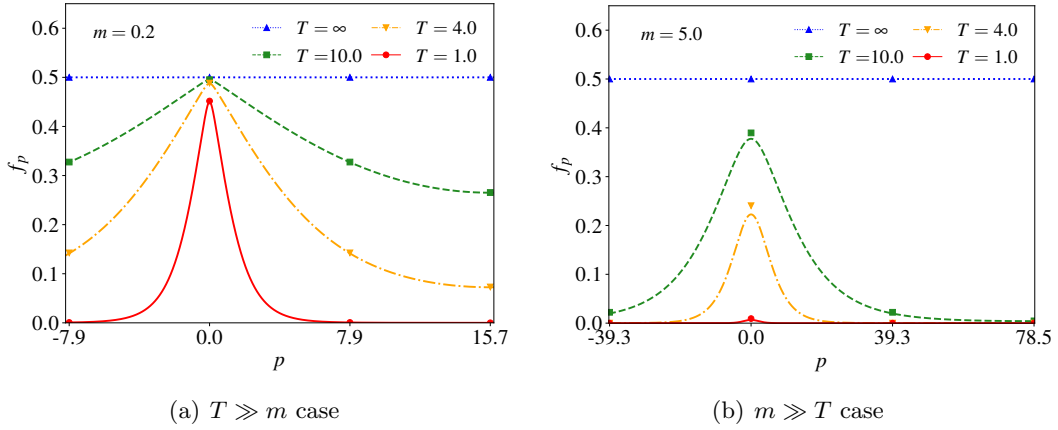 m = 0.2
T = ∞
T = 4.0
T = 10.0
T = 1.0
0.6
0.5
0.4
0.3
0.2
0.1
0.0
f_p
-7.9
0.0
7.9
15.7
p
(a) T ≫ m case
m = 5.0
T = ∞
T = 4.0
T = 10.0
T = 1.0
0.6
0.5
0.4
0.3
0.2
0.1
0.0
f_p
-39.3
0.0
39.3
78.5
p
(b) m ≫ T case